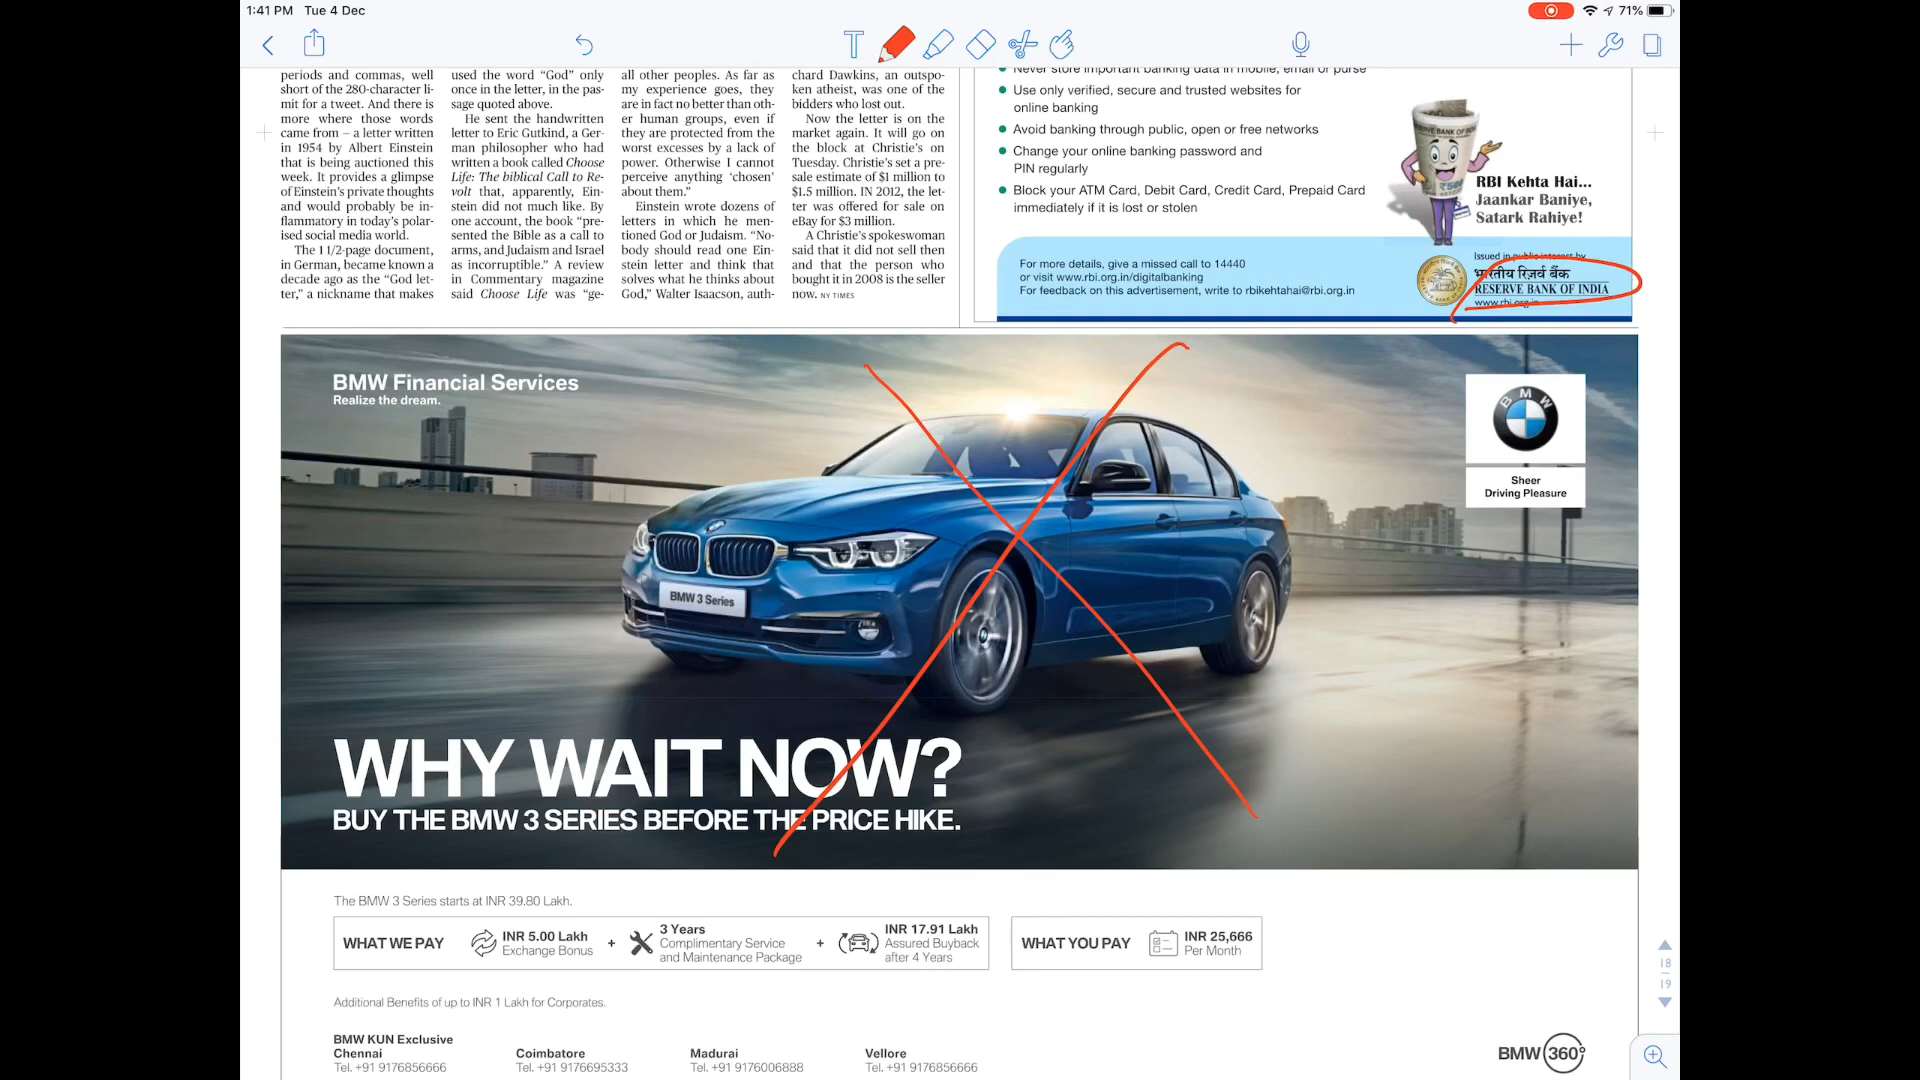 1:41 PM Tue 4 Dec
71%
periods and commas, well
short of the 280-character li-
mit for a tweet. And there is
more where those words
came from – a letter written
in 1954 by Albert Einstein
that is being auctioned this
week. It provides a glimpse
of Einstein's private thoughts
and would probably be in-
flammatory in today's polar-
ised social media world.
The 1 1/2-page document,
in German, became known a
decade ago as the "God let-
ter," a nickname that makes
used the word "God" only
once in the letter, in the pas-
sage quoted above.
He sent the handwritten
letter to Eric Gutkind, a Ger-
man philosopher who had
written a book called Choose
Life: The biblical Call to Re-
volt that, apparently, Ein-
stein did not much like. By
one account, the book "pre-
sented the Bible as a call to
arms, and Judaism and Israel
as incorruptible." A review
in Commentary magazine
said Choose Life was "ge-
all other peoples. As far as
my experience goes, they
are in fact no better than oth-
er human groups, even if
they are protected from the
worst excesses by a lack of
power. Otherwise I cannot
perceive anything 'chosen'
about them."
Einstein wrote dozens of
letters in which he men-
tioned God or Judaism. "No-
body should read one Ein-
stein letter and think that
solves what he thinks about
God," Walter Isaacson, auth-
chard Dawkins, an outspo-
ken atheist, was one of the
bidders who lost out.
Now the letter is on the
market again. It will go on
the block at Christie's on
Tuesday. Christie's set a pre-
sale estimate of $1 million to
$1.5 million. IN 2012, the let-
ter was offered for sale on
eBay for $3 million.
A Christie's spokeswoman
said that it did not sell then
and that the person who
bought it in 2008 is the seller
now. NY TIMES
Never store important banking data in mobile, email or purse
Use only verified, secure and trusted websites for
online banking
Avoid banking through public, open or free networks
Change your online banking password and
PIN regularly
Block your ATM Card, Debit Card, Credit Card, Prepaid Card
immediately if it is lost or stolen
RBI Kehta Hai...
Jaankar Baniye,
Satark Rahiye!
For more details, give a missed call to 14440
or visit www.rbi.org.in/digitalbanking
For feedback on this advertisement, write to rbikehtahai@rbi.org.in
Issued in public interest by
भारतीय रिज़र्व बैंक
RESERVE BANK OF INDIA
www.rbi.org.in
BMW Financial Services
Realize the dream.
BMW
Sheer
Driving Pleasure
BMW 3 Series
WHY WAIT NOW?
BUY THE BMW 3 SERIES BEFORE THE PRICE HIKE.
The BMW 3 Series starts at INR 39.80 Lakh.
WHAT WE PAY
INR 5.00 Lakh
Exchange Bonus
+
3 Years
Complimentary Service
and Maintenance Package
+
INR 17.91 Lakh
Assured Buyback
after 4 Years
WHAT YOU PAY
INR 25,666
Per Month
Additional Benefits of up to INR 1 Lakh for Corporates.
BMW KUN Exclusive
Chennai
Tel. +91 9176856666
Coimbatore
Tel. +91 9176695333
Madurai
Tel. +91 9176006888
Vellore
Tel. +91 9176856666
BMW 360°
18
19